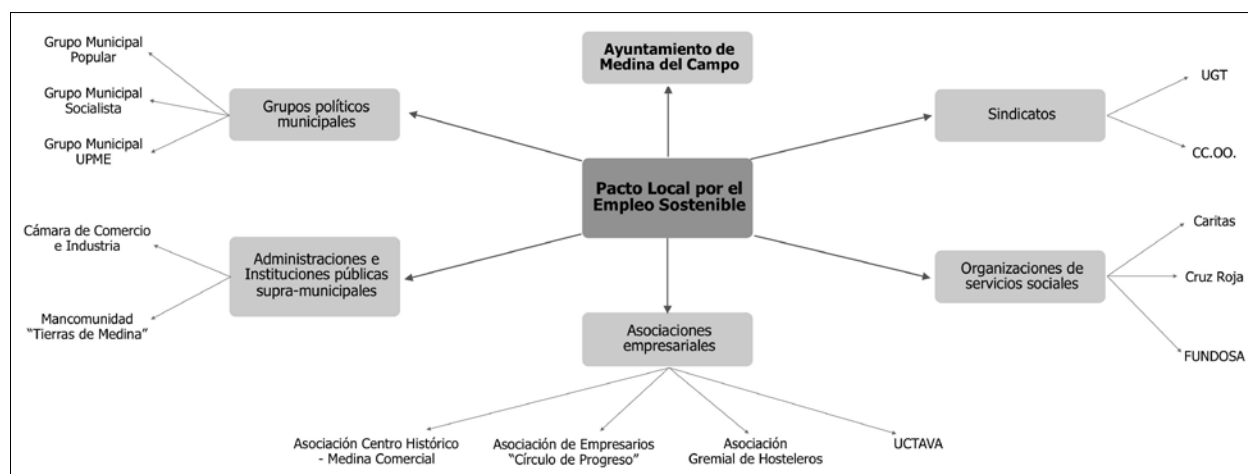 Grupo Municipal
Popular
Grupo Municipal
Socialista
Grupo Municipal
UPME
Grupos políticos
municipales
Ayuntamiento de
Medina del Campo
Sindicatos
UGT
CC.OO.
Pacto Local por el
Empleo Sostenible
Cámara de Comercio
e Industria
Mancomunidad
“Tierras de Medina”
Administraciones e
Instituciones públicas
supra-municipales
Organizaciones de
servicios sociales
Caritas
Cruz Roja
FUNDOSA
Asociaciones
empresariales
Asociación Centro Histórico
- Medina Comercial
Asociación de Empresarios
“Círculo de Progreso”
Asociación
Gremial de Hosteleros
UCTAVA